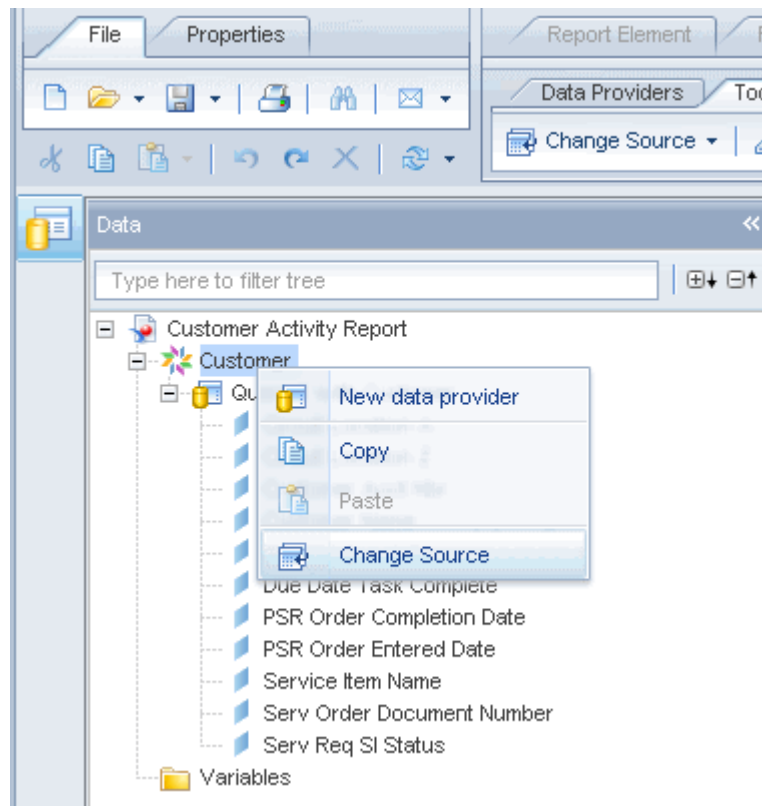 File Properties Report Element
Data Providers Too
Change Source
Data
Type here to filter tree
Customer Activity Report
Customer
Qu
New data provider
Copy
Paste
Change Source
Due Date Task Complete
PSR Order Completion Date
PSR Order Entered Date
Service Item Name
Serv Order Document Number
Serv Req SI Status
Variables